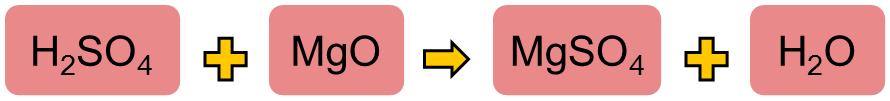 H₂SO₄ + MgO → MgSO₄ + H₂O